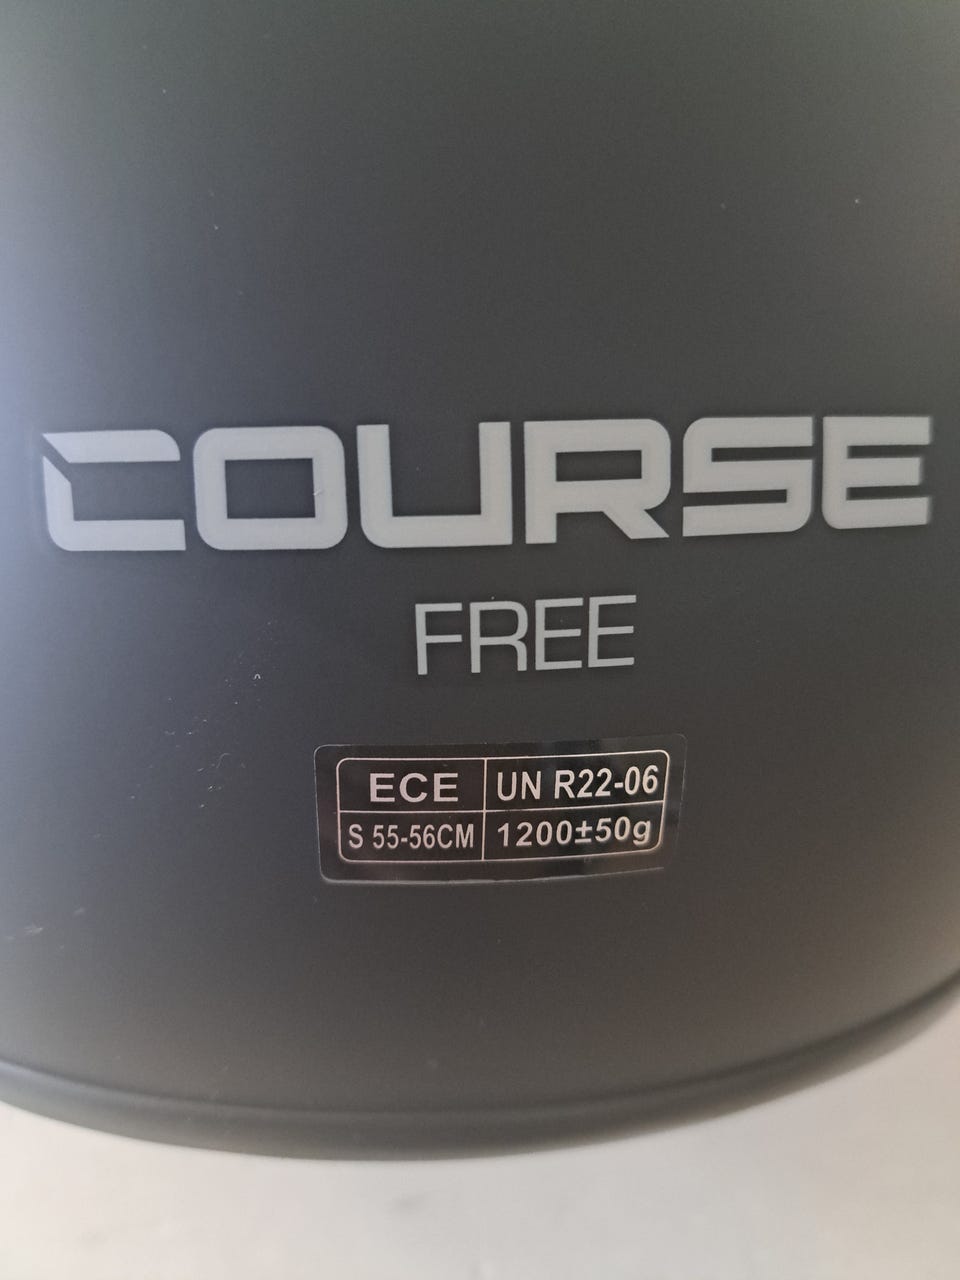 COURSE
FREE
ECE UN R22-06
S 55-56CM 1200±50g